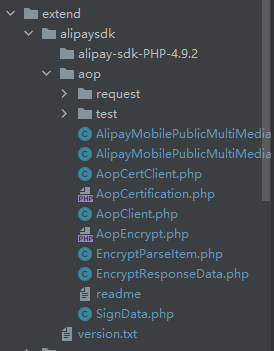 extend
alipaysdk
alipay-sdk-PHP-4.9.2
aop
request
test
AlipayMobilePublicMultiMedia
AlipayMobilePublicMultiMedia
AopCertClient.php
AopCertification.php
AopClient.php
AopEncrypt.php
EncryptParseItem.php
EncryptResponseData.php
readme
SignData.php
version.txt